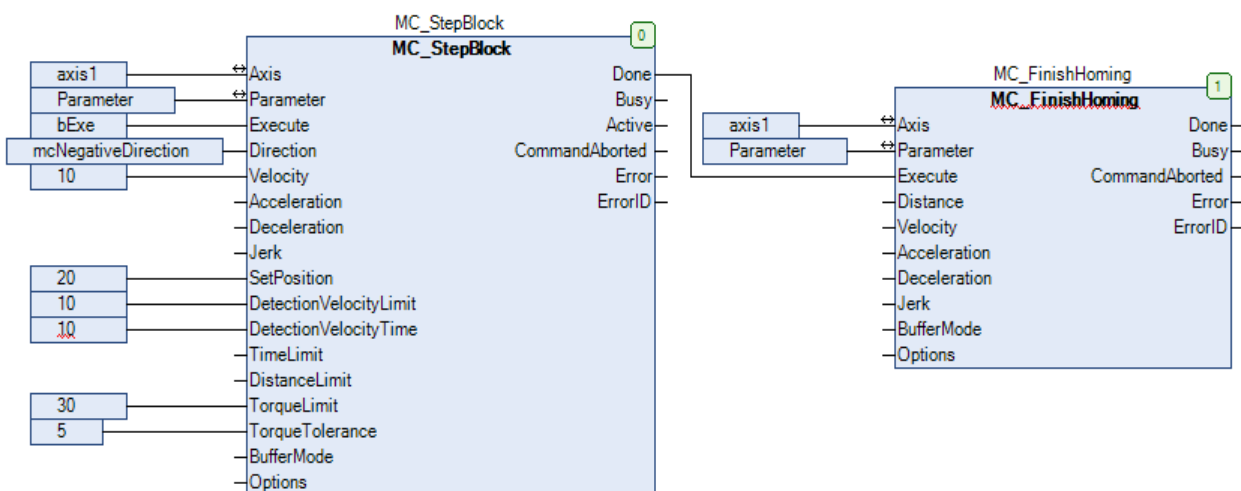 MC_StepBlock
0
MC_StepBlock
axis1 Axis Done
Parameter Parameter Busy
bExe Execute Active
mcNegativeDirection Direction CommandAborted
10 Velocity Error
Acceleration ErrorID
Deceleration
Jerk
20 SetPosition
10 DetectionVelocityLimit
10 DetectionVelocityTime
TimeLimit
DistanceLimit
30 TorqueLimit
5 TorqueTolerance
BufferMode
Options
MC_FinishHoming
1
MC_FinishHoming
axis1 Axis Done
Parameter Parameter Busy
Execute CommandAborted
Distance Error
Velocity ErrorID
Acceleration
Deceleration
Jerk
BufferMode
Options